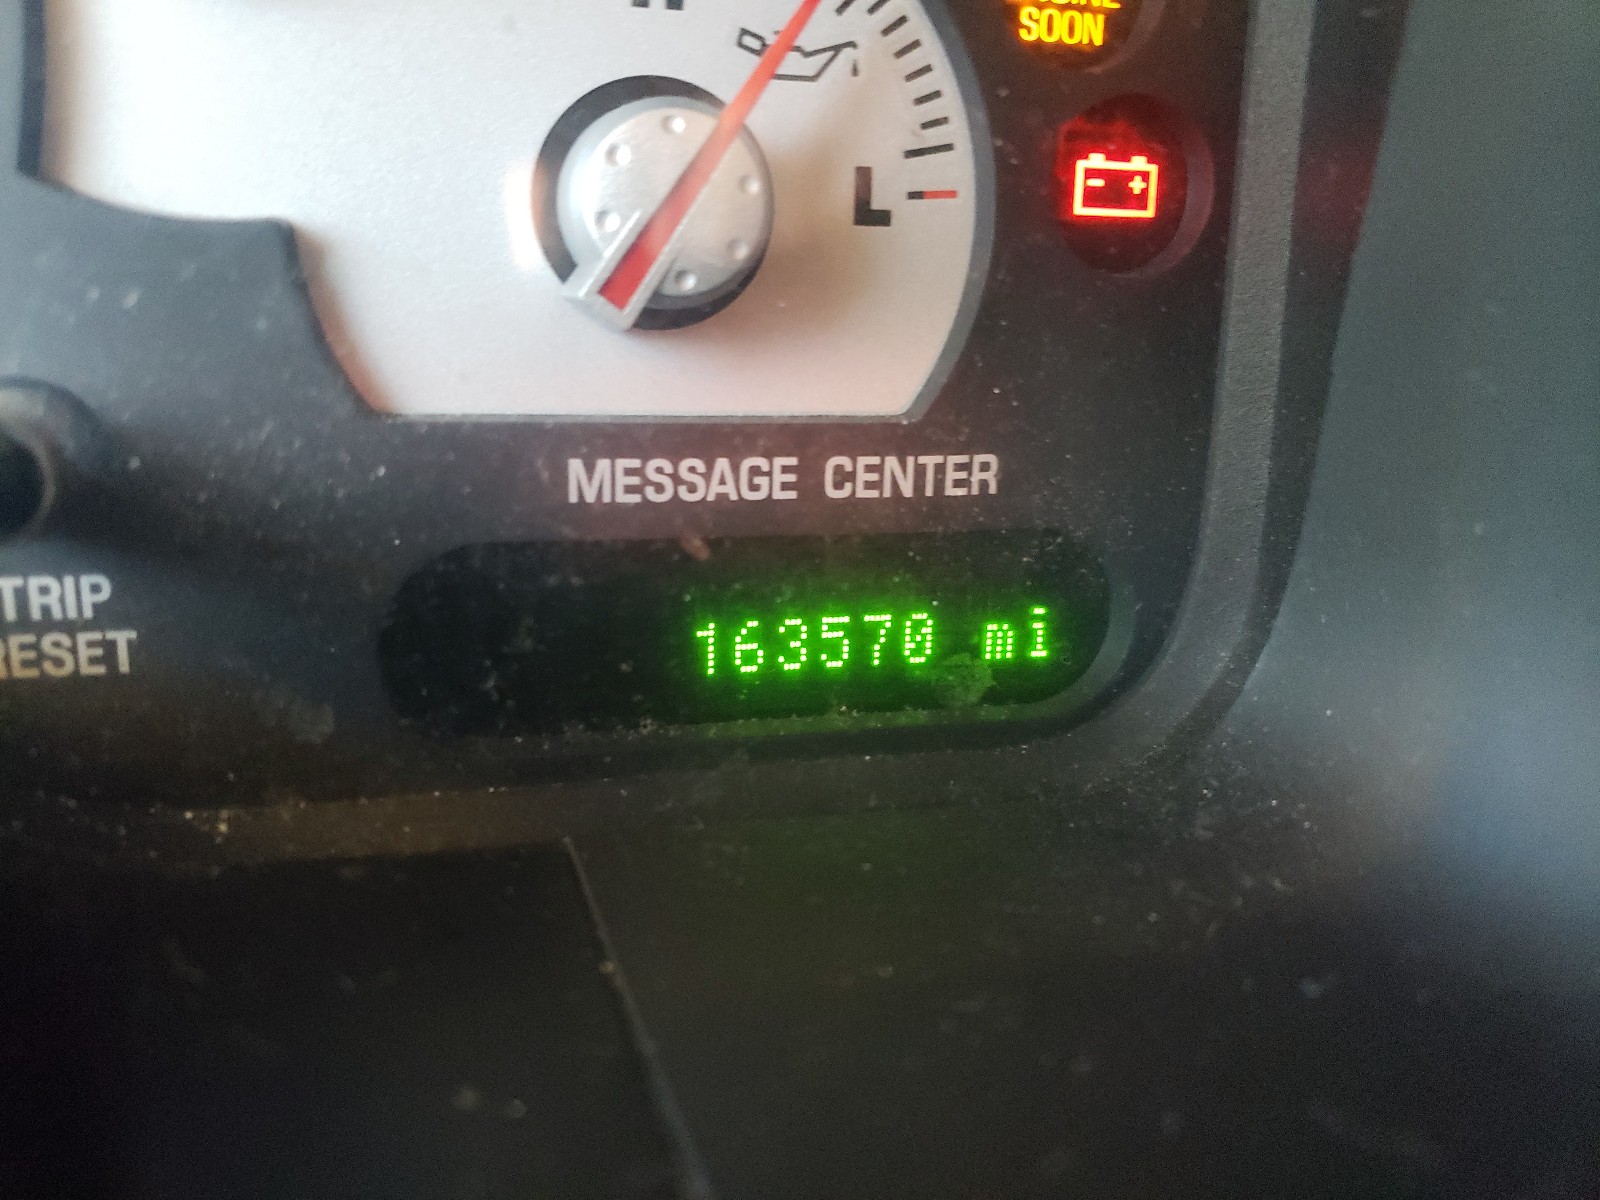 SOON
L
- +
MESSAGE CENTER
TRIP
RESET
163570 mi